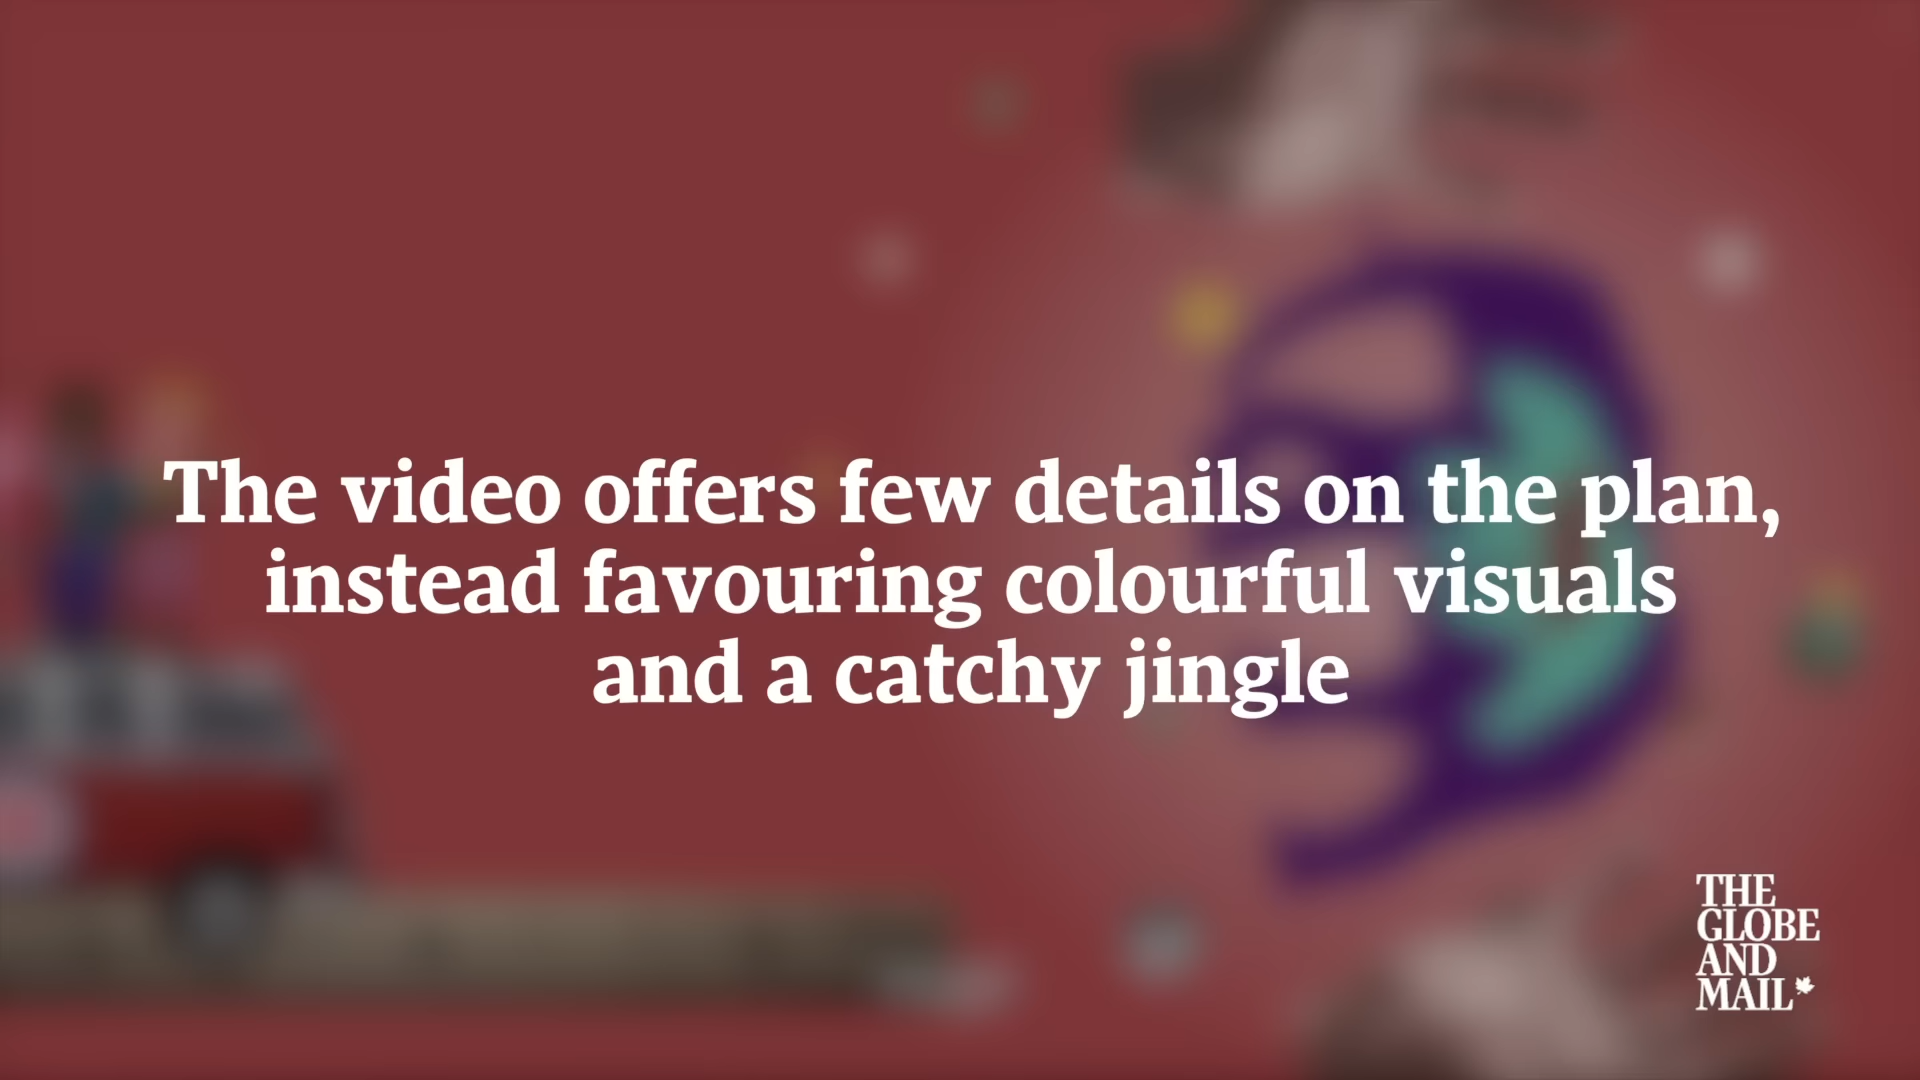 The video offers few details on the plan,
instead favouring colourful visuals
and a catchy jingle
THE
GLOBE
AND
MAIL